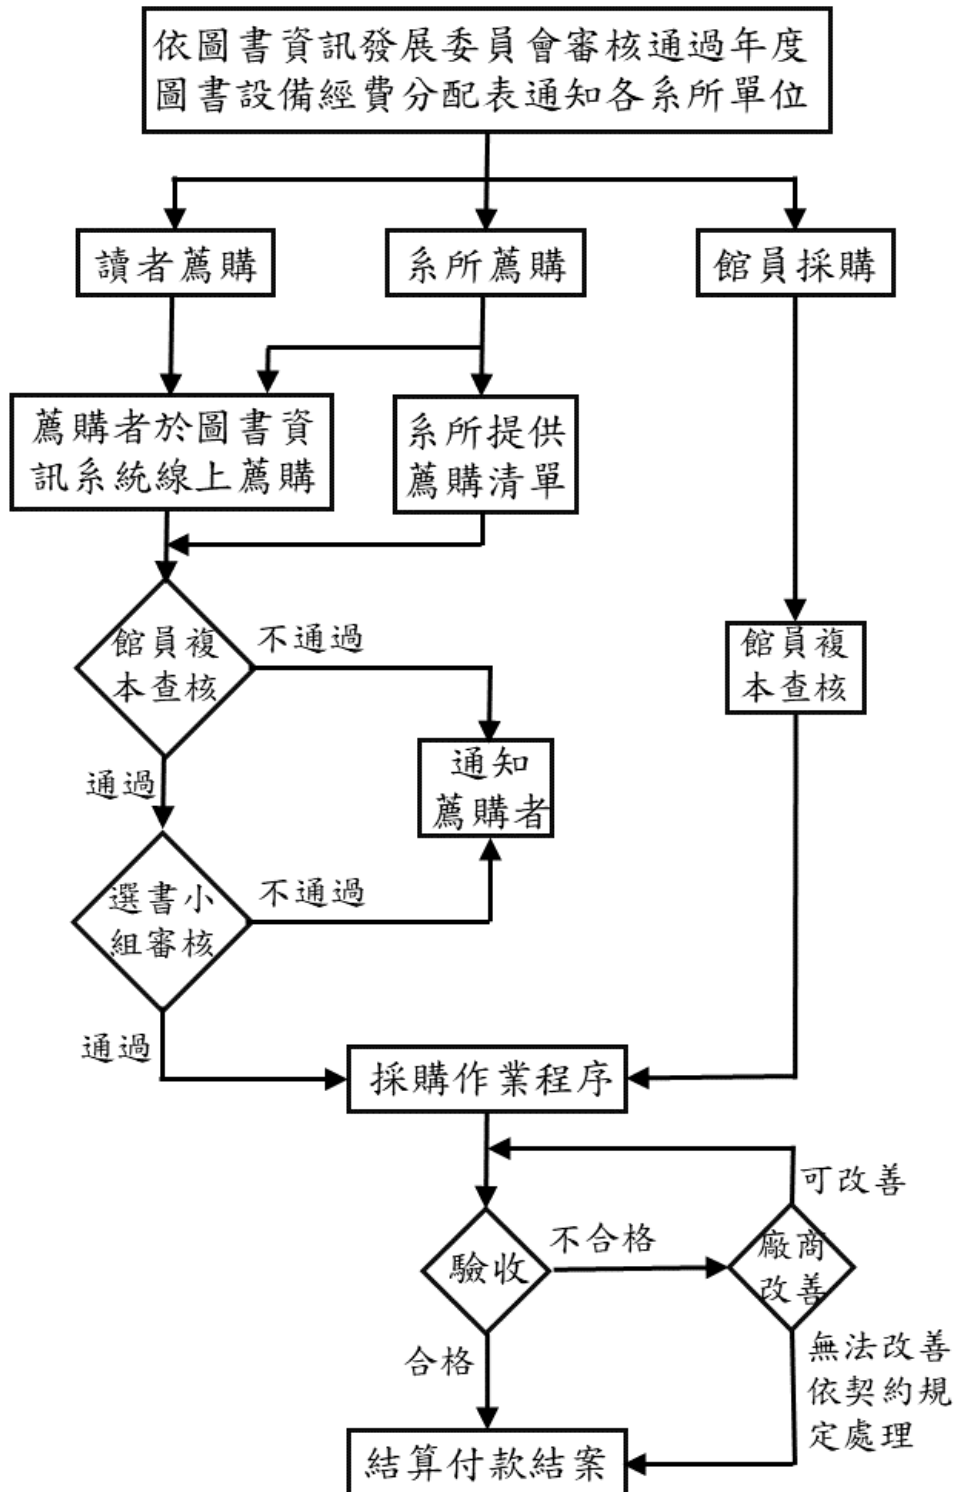 依圖書資訊發展委員會審核通過年度
圖書設備經費分配表通知各系所單位
讀者薦購
系所薦購
館員採購
薦購者於圖書資
訊系統線上薦購
系所提供
薦購清單
館員複
本查核
不通過
館員複
本查核
通過
通知
薦購者
選書小
組審核
不通過
通過
採購作業程序
可改善
驗收
不合格
廠商
改善
合格
無法改善
依契約規
定處理
結算付款結案